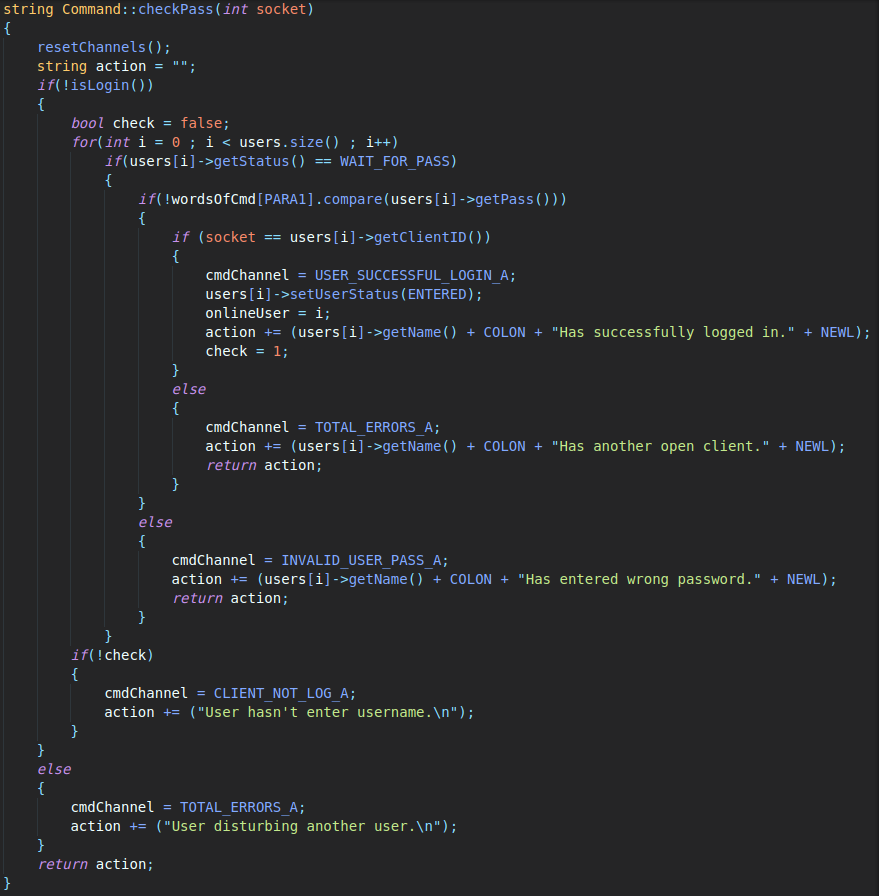 string Command::checkPass(int socket)
{
    resetChannels();
    string action = "";
    if(!isLogin())
    {
        bool check = false;
        for(int i = 0 ; i < users.size() ; i++)
            if(users[i]->getStatus() == WAIT_FOR_PASS)
            {
                if(!wordsOfCmd[PARA1].compare(users[i]->getPass()))
                {
                    if (socket == users[i]->getClientID())
                    {
                        cmdChannel = USER_SUCCESSFUL_LOGIN_A;
                        users[i]->setUserStatus(ENTERED);
                        onlineUser = i;
                        action += (users[i]->getName() + COLON + "Has successfully logged in." + NEWL);
                        check = 1;
                    }
                    else
                    {
                        cmdChannel = TOTAL_ERRORS_A;
                        action += (users[i]->getName() + COLON + "Has another open client." + NEWL);
                        return action;
                    }
                }
                else
                {
                    cmdChannel = INVALID_USER_PASS_A;
                    action += (users[i]->getName() + COLON + "Has entered wrong password." + NEWL);
                    return action;
                }
            }
        if(!check)
        {
            cmdChannel = CLIENT_NOT_LOG_A;
            action += ("User hasn't enter username.\n");
        }
    }
    else
    {
        cmdChannel = TOTAL_ERRORS_A;
        action += ("User disturbing another user.\n");
    }
    return action;
}